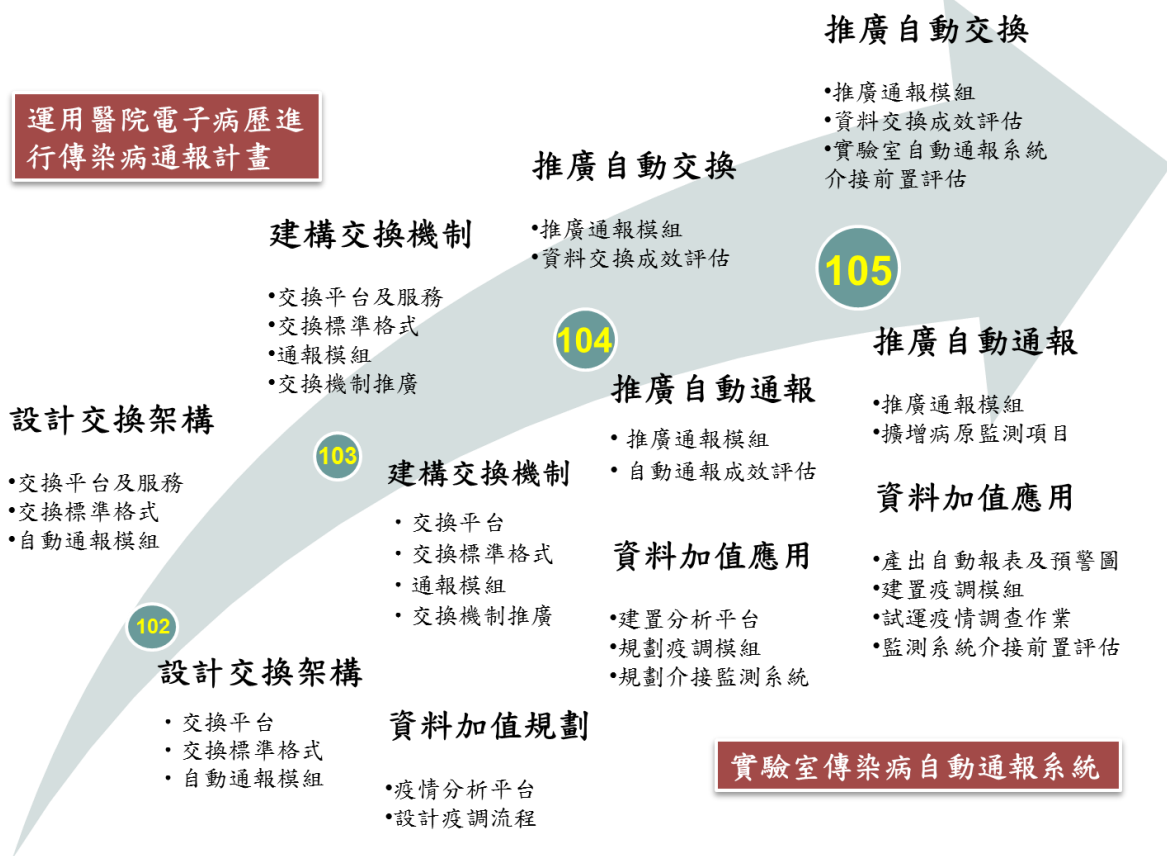 運用醫院電子病歷進
行傳染病通報計畫
設計交換架構
•交換平台及服務
•交換標準格式
•自動通報模組
建構交換機制
•交換平台及服務
•交換標準格式
•通報模組
•交換機制推廣
推廣自動交換
•推廣通報模組
•資料交換成效評估
推廣自動交換
•推廣通報模組
•資料交換成效評估
•實驗室自動通報系統
介接前置評估
102
103
104
105
設計交換架構
・交換平台
・交換標準格式
・自動通報模組
建構交換機制
・交換平台
・交換標準格式
・通報模組
・交換機制推廣
資料加值規劃
•疫情分析平台
•設計疫調流程
推廣自動通報
•推廣通報模組
•自動通報成效評估
資料加值應用
•建置分析平台
•規劃疫調模組
•規劃介接監測系統
推廣自動通報
•推廣通報模組
•擴增病原監測項目
資料加值應用
•產出自動報表及預警圖
•建置疫調模組
•試運疫情調查作業
•監測系統介接前置評估
實驗室傳染病自動通報系統